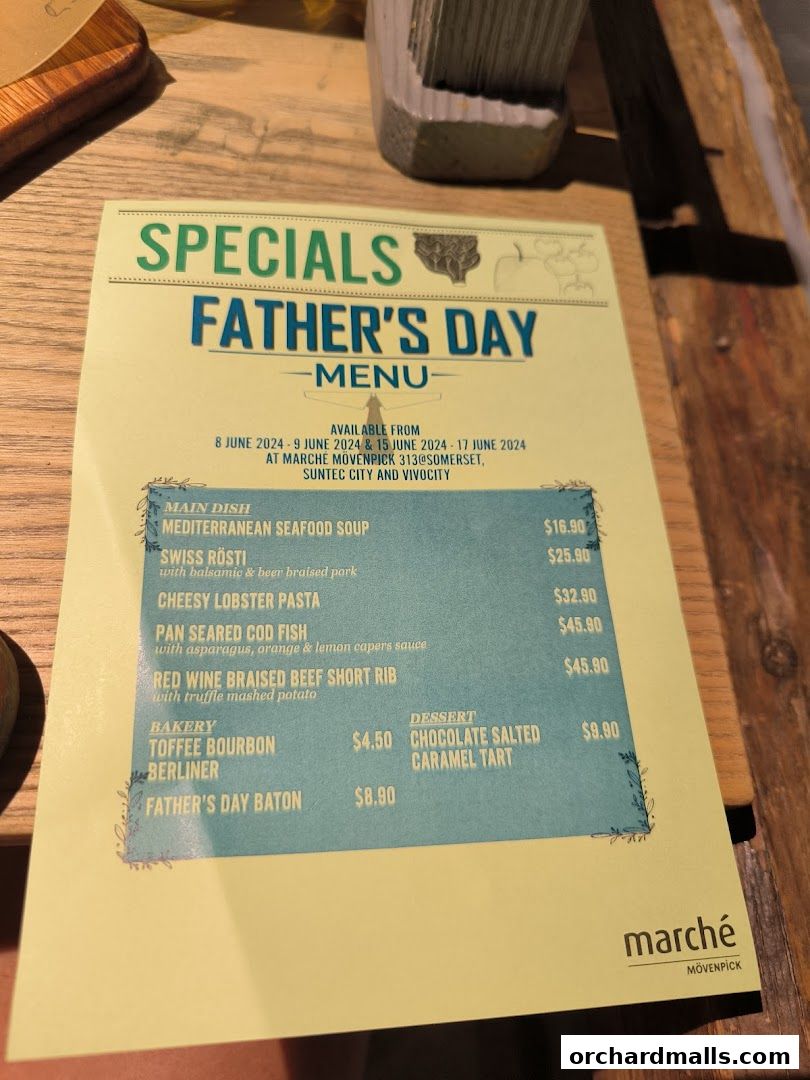 SPECIALS
FATHER'S DAY
MENU
AVAILABLE FROM
8 JUNE 2024 - 9 JUNE 2024 & 15 JUNE 2024 - 17 JUNE 2024
AT MARCHÉ MÖVENPICK 313@SOMERSET,
SUNTEC CITY AND VIVOCITY
MAIN DISH
MEDITERRANEAN SEAFOOD SOUP $16.90
SWISS RÖSTI $25.90
with balsamic & beer braised pork
CHEESY LOBSTER PASTA $32.90
PAN SEARED COD FISH $45.90
with asparagus, orange & lemon capers sauce
RED WINE BRAISED BEEF SHORT RIB $45.90
with truffle mashed potato
BAKERY
TOFFEE BOURBON $4.50
BERLINER
FATHER'S DAY BATON $8.90
DESSERT
CHOCOLATE SALTED $9.90
CARAMEL TART
marché
MÖVENPICK
orchardmalls.com